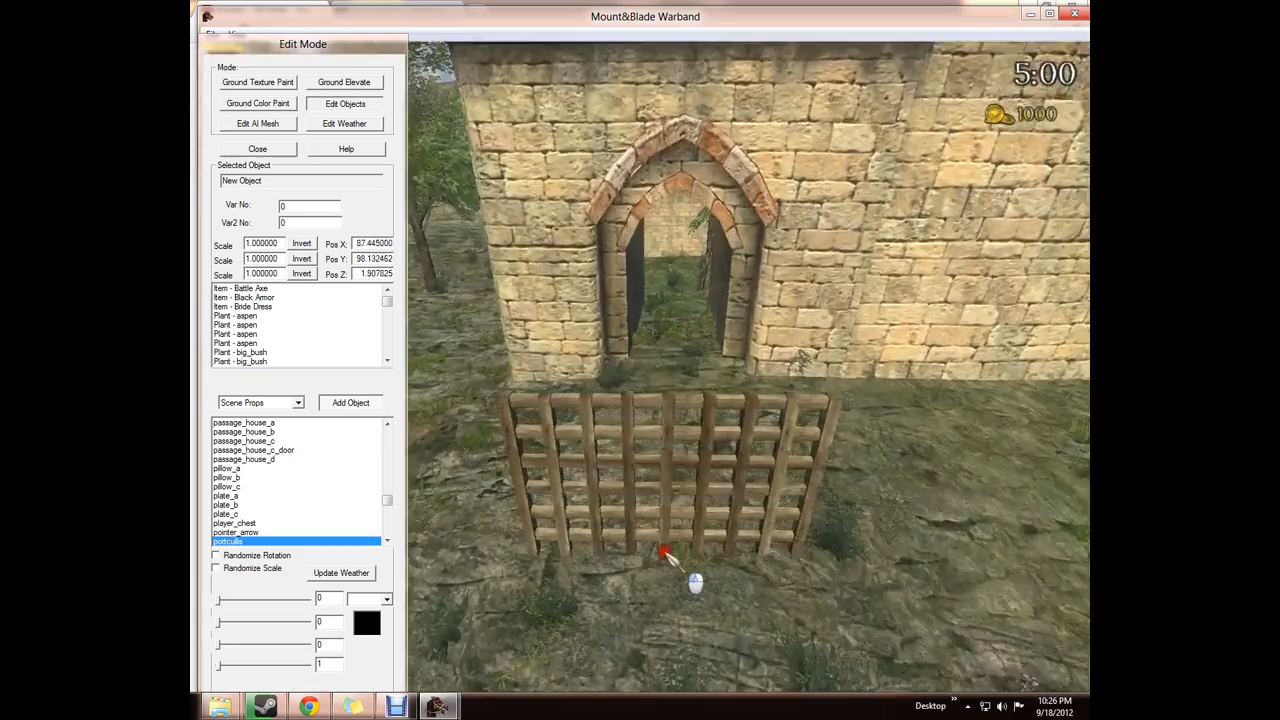 Mount&Blade Warband
Edit Mode
Mode:
Ground Texture Paint Ground Elevate
Ground Color Paint Edit Objects
Edit AI Mesh Edit Weather
Close Help
Selected Object
New Object
Var No: 0
Var2 No: 0
Scale 1.000000 Invert Pos X: 87.445000
Scale 1.000000 Invert Pos Y: 98.132462
Scale 1.000000 Invert Pos Z: 1.907825
Item - Battle Axe
Item - Black Armor
Item - Bride Dress
Plant - aspen
Plant - aspen
Plant - aspen
Plant - aspen
Plant - big_bush
Plant - big_bush
Scene Props Add Object
passage_house_a
passage_house_b
passage_house_c
passage_house_c_door
passage_house_d
pillow_a
pillow_b
pillow_c
plate_a
plate_b
plate_c
player_chest
pointer_arrow
portcullis
Randomize Rotation
Randomize Scale Update Weather
0
0
0
1
5:00
1000
Desktop
10:26 PM
9/18/2012